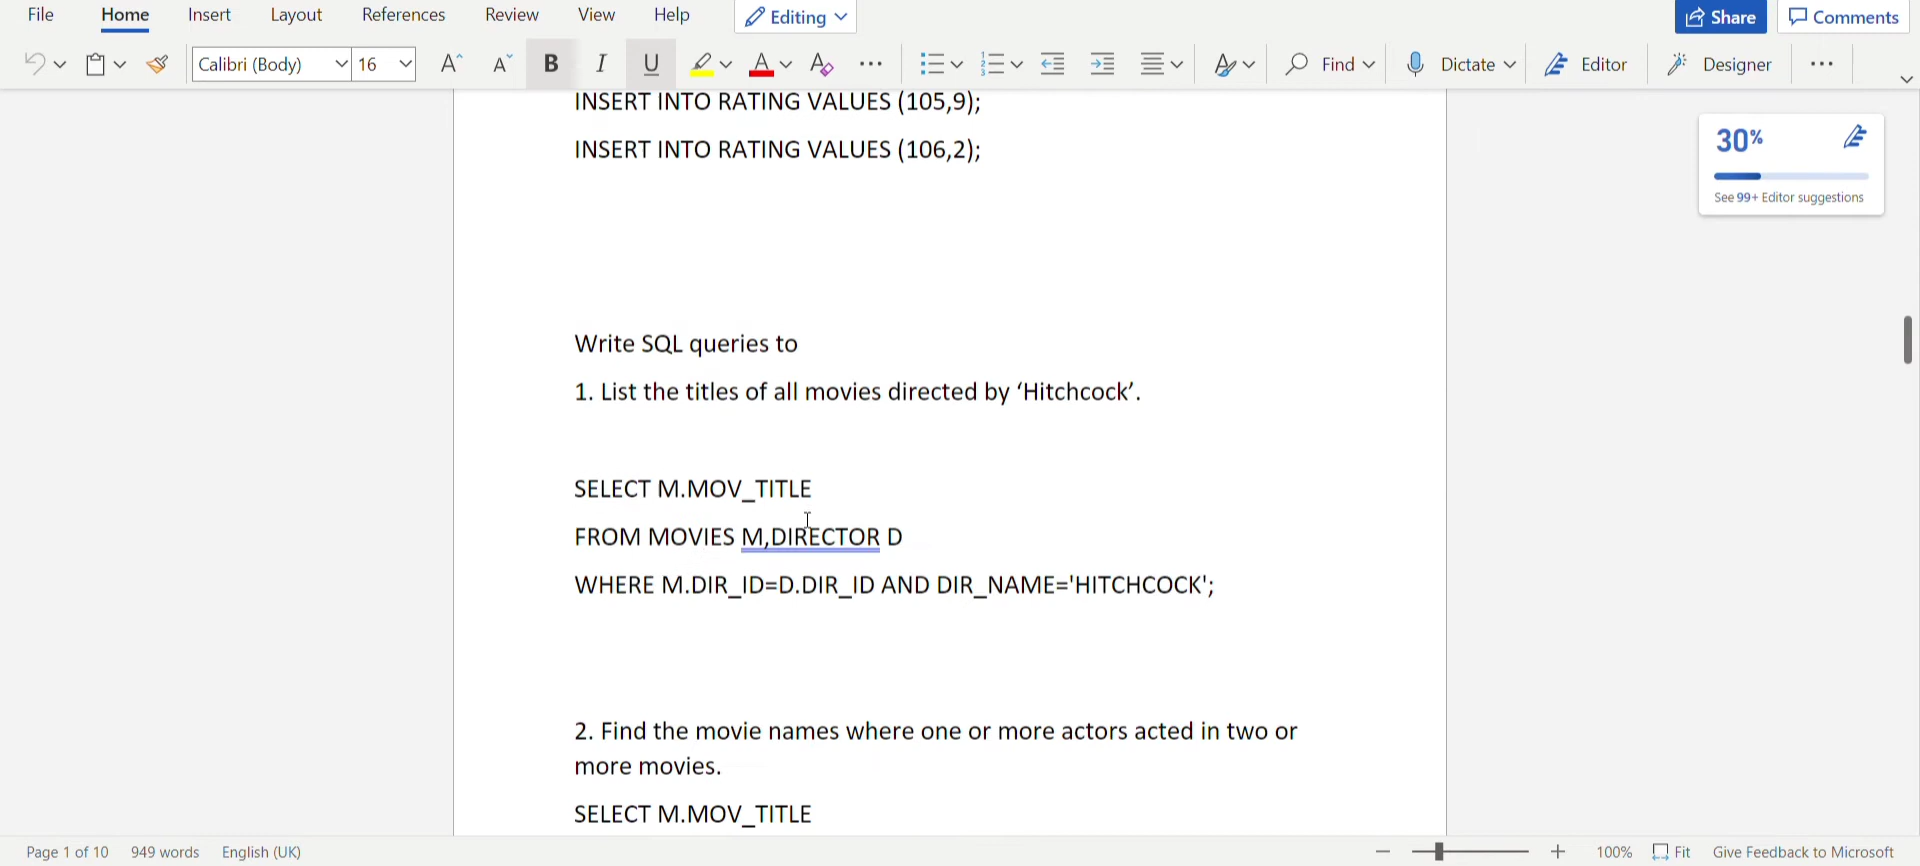 File Home Insert Layout References Review View Help Editing Share Comments
Calibri (Body) 16 B I U Find Dictate Editor Designer
INSERT INTO RATING VALUES (105,9);
INSERT INTO RATING VALUES (106,2);
30%
See 99+ Editor suggestions
Write SQL queries to
1. List the titles of all movies directed by ‘Hitchcock’.
SELECT M.MOV_TITLE
FROM MOVIES M,DIRECTOR D
WHERE M.DIR_ID=D.DIR_ID AND DIR_NAME='HITCHCOCK';
2. Find the movie names where one or more actors acted in two or
more movies.
SELECT M.MOV_TITLE
Page 1 of 10 949 words English (UK) 100% Fit Give Feedback to Microsoft